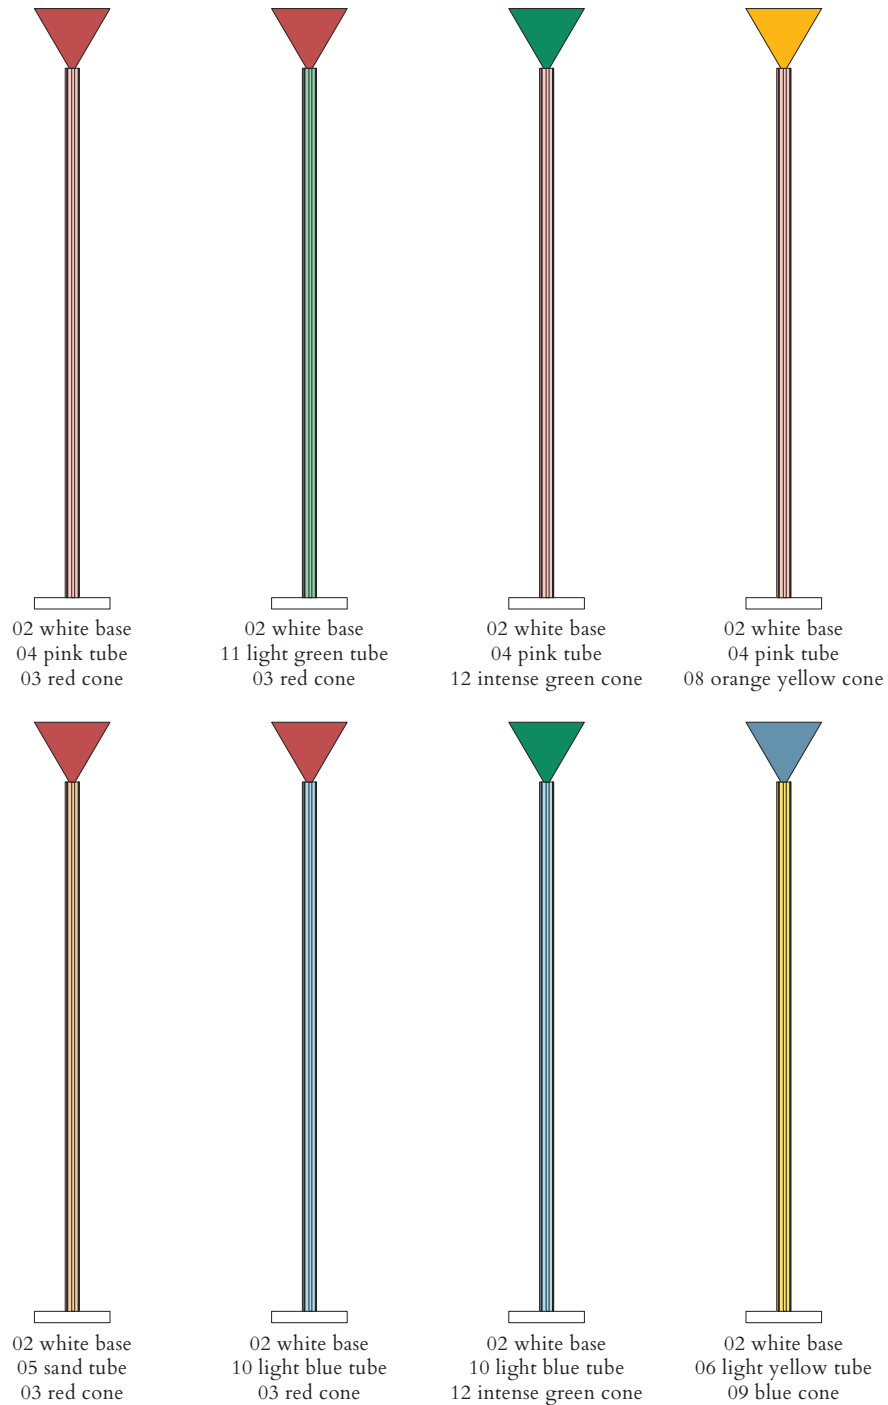 02 white base
04 pink tube
03 red cone
02 white base
11 light green tube
03 red cone
02 white base
04 pink tube
12 intense green cone
02 white base
04 pink tube
08 orange yellow cone
02 white base
05 sand tube
03 red cone
02 white base
10 light blue tube
03 red cone
02 white base
10 light blue tube
12 intense green cone
02 white base
06 light yellow tube
09 blue cone